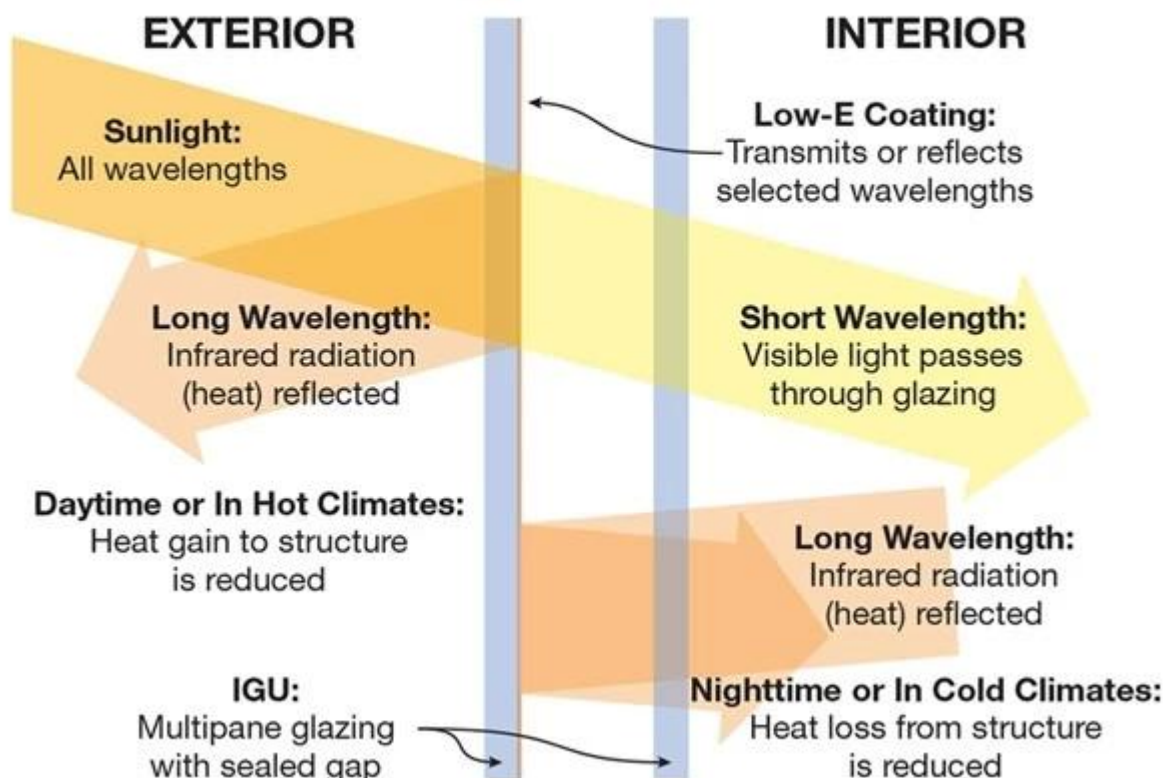 EXTERIOR
INTERIOR
Sunlight:
All wavelengths
Low-E Coating:
Transmits or reflects
selected wavelengths
Long Wavelength:
Infrared radiation
(heat) reflected
Short Wavelength:
Visible light passes
through glazing
Daytime or In Hot Climates:
Heat gain to structure
is reduced
Long Wavelength:
Infrared radiation
(heat) reflected
IGU:
Multipane glazing
with sealed gap
Nighttime or In Cold Climates:
Heat loss from structure
is reduced